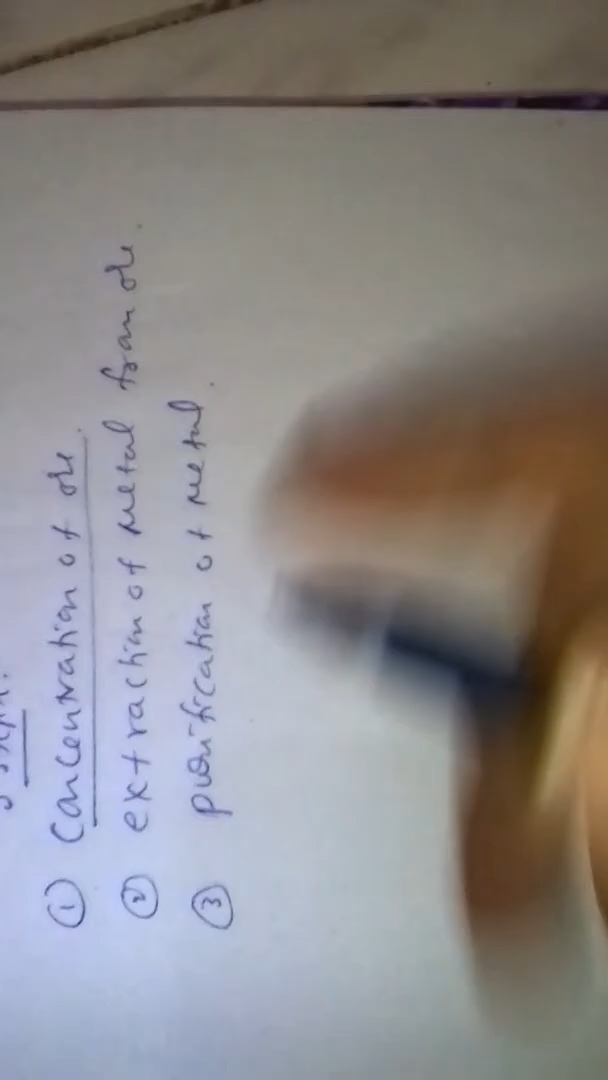 ① Concentration of ore.
② extraction of metal from ore.
③ purification of metal.